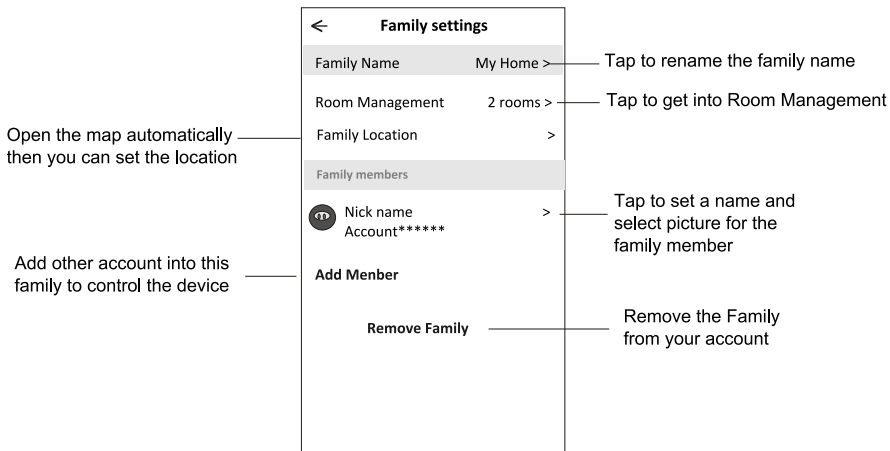 Family settings
Family Name My Home >
Tap to rename the family name
Room Management 2 rooms >
Tap to get into Room Management
Open the map automatically
then you can set the location
Family Location >
Family members
Nick name >
Account******
Tap to set a name and
select picture for the
family member
Add other account into this
family to control the device
Add Menber
Remove Family
Remove the Family
from your account